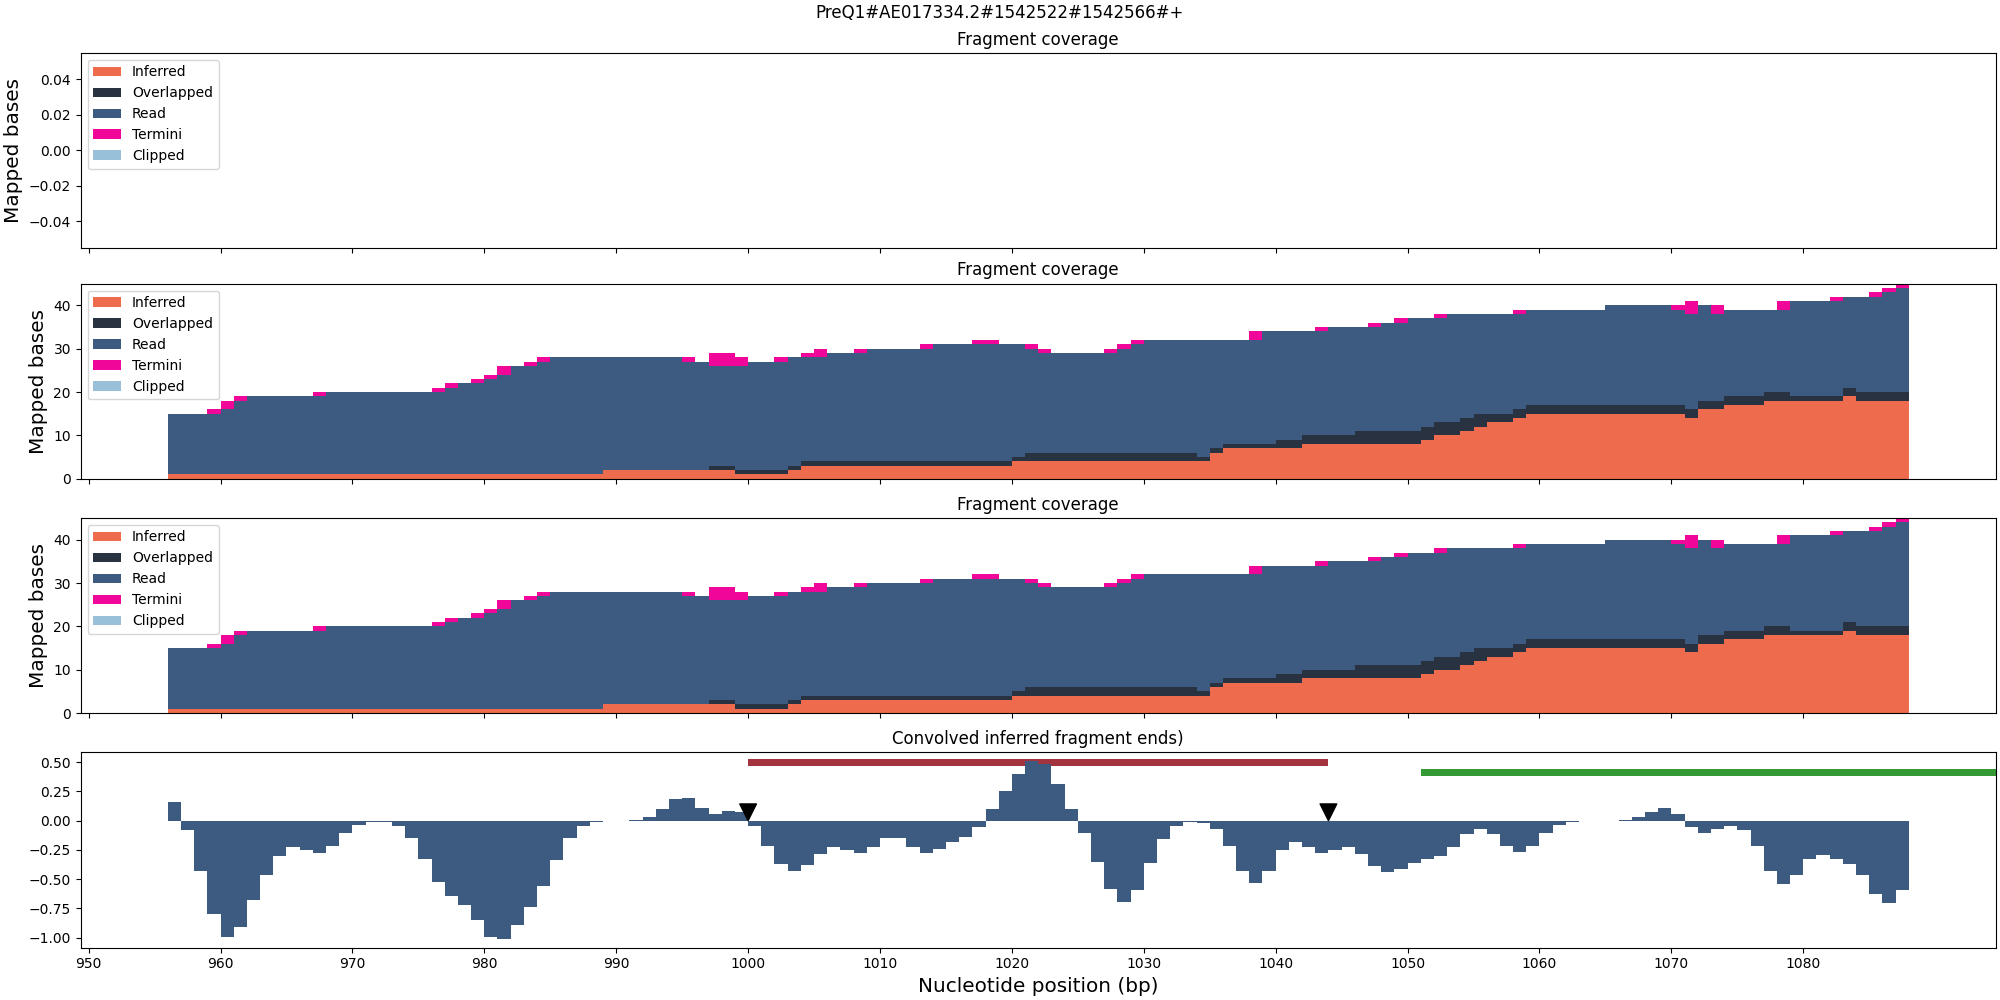 PreQ1#AE017334.2#1542522#1542566#+
Fragment coverage
Mapped bases
0.04
0.02
0.00
−0.02
−0.04
Inferred
Overlapped
Read
Termini
Clipped
Fragment coverage
Mapped bases
40
30
20
10
0
Inferred
Overlapped
Read
Termini
Clipped
Fragment coverage
Mapped bases
40
30
20
10
0
Inferred
Overlapped
Read
Termini
Clipped
Convolved inferred fragment ends)
0.50
0.25
0.00
−0.25
−0.50
−0.75
−1.00
950 960 970 980 990 1000 1010 1020 1030 1040 1050 1060 1070 1080
Nucleotide position (bp)